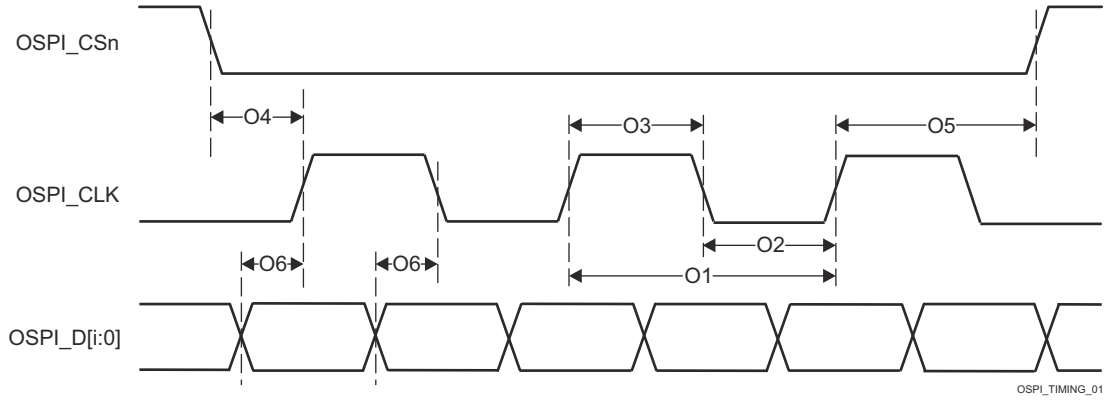 OSPI_CSn
O4
O3
O5
OSPI_CLK
O2
O6
O6
O1
OSPI_D[i:0]
OSPI_TIMING_01